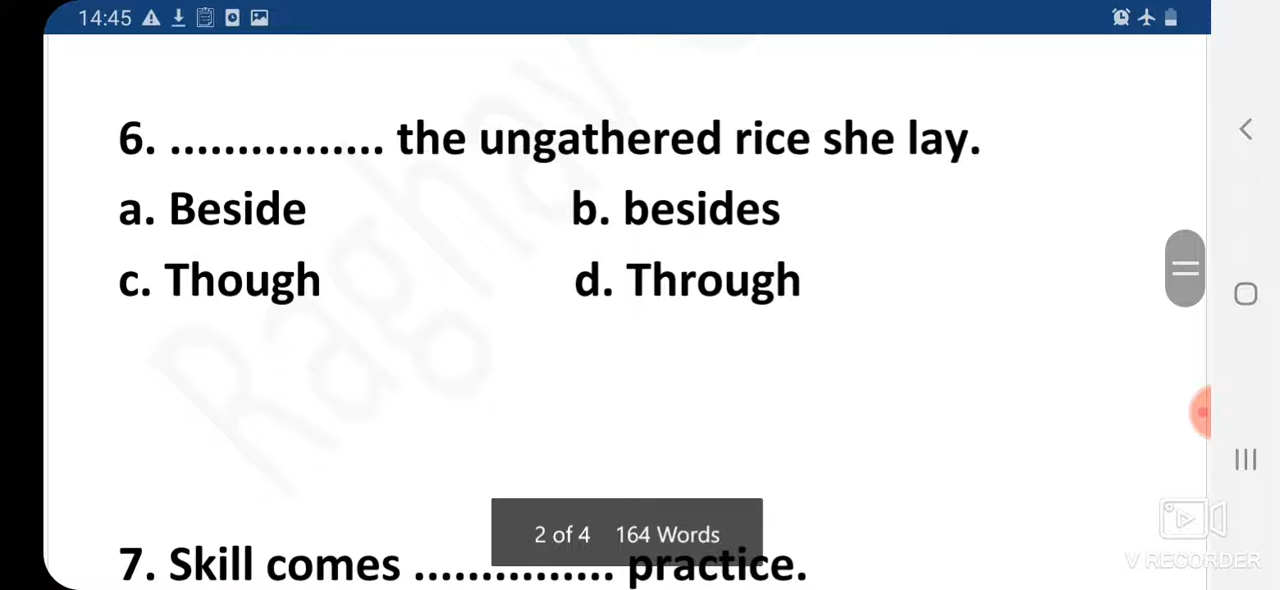 14:45
6. ................ the ungathered rice she lay.
a. Beside b. besides
c. Though d. Through
Raghav
2 of 4 164 Words
7. Skill comes ............... practice.
V RECORDER